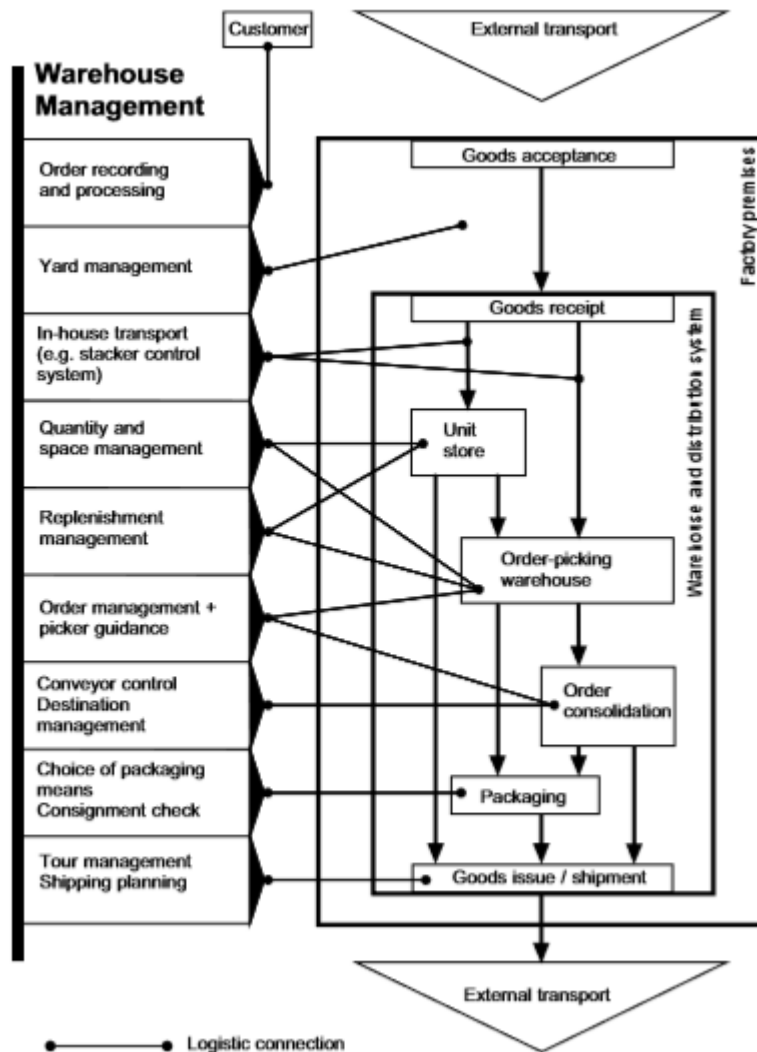 Customer
External transport
Warehouse
Management
Order recording
and processing
Yard management
In-house transport
(e.g. stacker control
system)
Quantity and
space management
Replenishment
management
Order management +
picker guidance
Conveyor control
Destination
management
Choice of packaging
means
Consignment check
Tour management
Shipping planning
Goods acceptance
Factory premises
Goods receipt
Warehouse and distribution system
Unit
store
Order-picking
warehouse
Order
consolidation
Packaging
Goods issue / shipment
External transport
Logistic connection